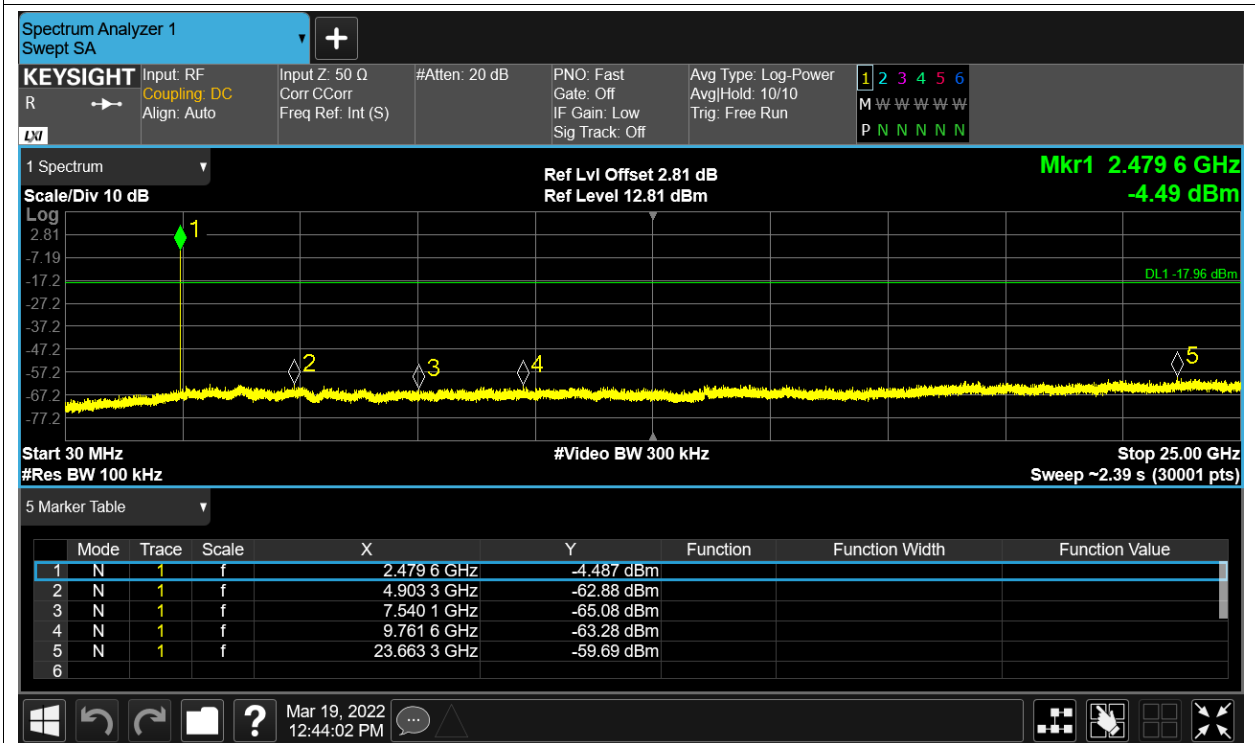 Spectrum Analyzer 1
Swept SA
KEYSIGHT Input: RF Input Z: 50 Ω #Atten: 20 dB PNO: Fast Avg Type: Log-Power 1 2 3 4 5 6
R Coupling: DC Corr CCorr Gate: Off Avg|Hold: 10/10 M W W W W W
Align: Auto Freq Ref: Int (S) IF Gain: Low Trig: Free Run
LXI Sig Track: Off P N N N N N
1 Spectrum Ref Lvl Offset 2.81 dB Mkr1 2.479 6 GHz
Scale/Div 10 dB Ref Level 12.81 dBm -4.49 dBm
Log
1
2.81
-7.19
DL1 -17.96 dBm
-17.2
-27.2
-37.2
-47.2
2 3 4 5
-57.2
-67.2
-77.2
Start 30 MHz #Video BW 300 kHz Stop 25.00 GHz
#Res BW 100 kHz Sweep ~2.39 s (30001 pts)
5 Marker Table
Mode Trace Scale X Y Function Function Width Function Value
1 N 1 f 2.479 6 GHz -4.487 dBm
2 N 1 f 4.903 3 GHz -62.88 dBm
3 N 1 f 7.540 1 GHz -65.08 dBm
4 N 1 f 9.761 6 GHz -63.28 dBm
5 N 1 f 23.663 3 GHz -59.69 dBm
6
? Mar 19, 2022
12:44:02 PM